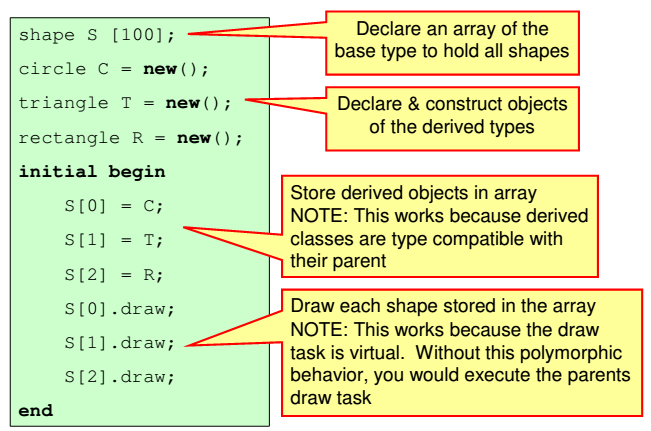 shape S [100];
circle C = new();
triangle T = new();
rectangle R = new();
initial begin
S[0] = C;
S[1] = T;
S[2] = R;
S[0].draw;
S[1].draw;
S[2].draw;
end
Declare an array of the
base type to hold all shapes
Declare & construct objects
of the derived types
Store derived objects in array
NOTE: This works because derived
classes are type compatible with
their parent
Draw each shape stored in the array
NOTE: This works because the draw
task is virtual. Without this polymorphic
behavior, you would execute the parents
draw task